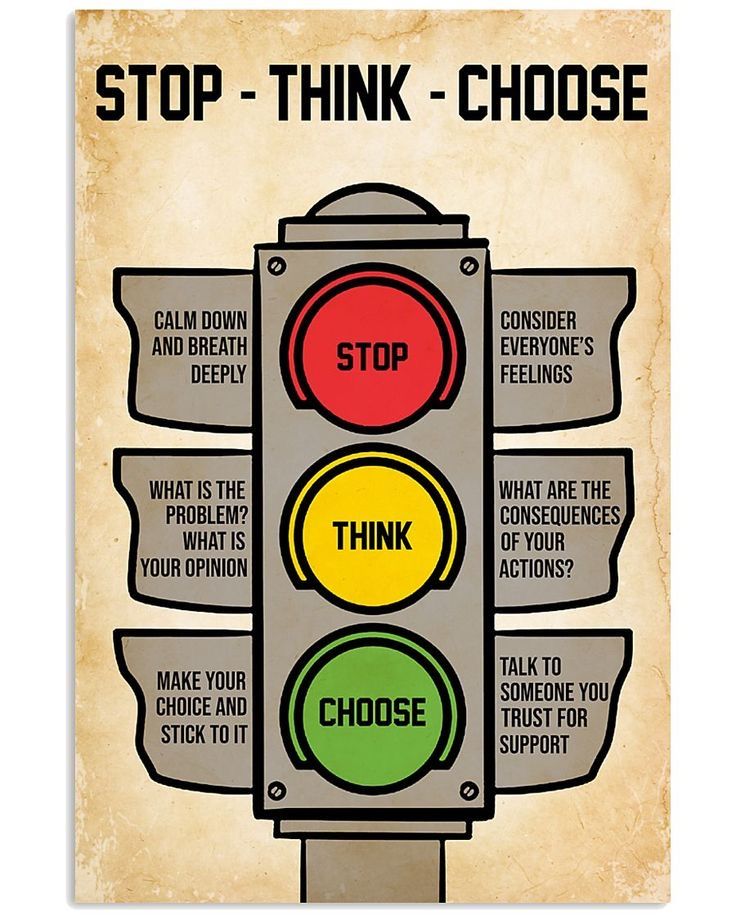 STOP - THINK - CHOOSE
CALM DOWN
AND BREATH
DEEPLY
STOP
CONSIDER
EVERYONE'S
FEELINGS
WHAT IS THE
PROBLEM?
WHAT IS
YOUR OPINION
THINK
WHAT ARE THE
CONSEQUENCES
OF YOUR
ACTIONS?
MAKE YOUR
CHOICE AND
STICK TO IT
CHOOSE
TALK TO
SOMEONE YOU
TRUST FOR
SUPPORT